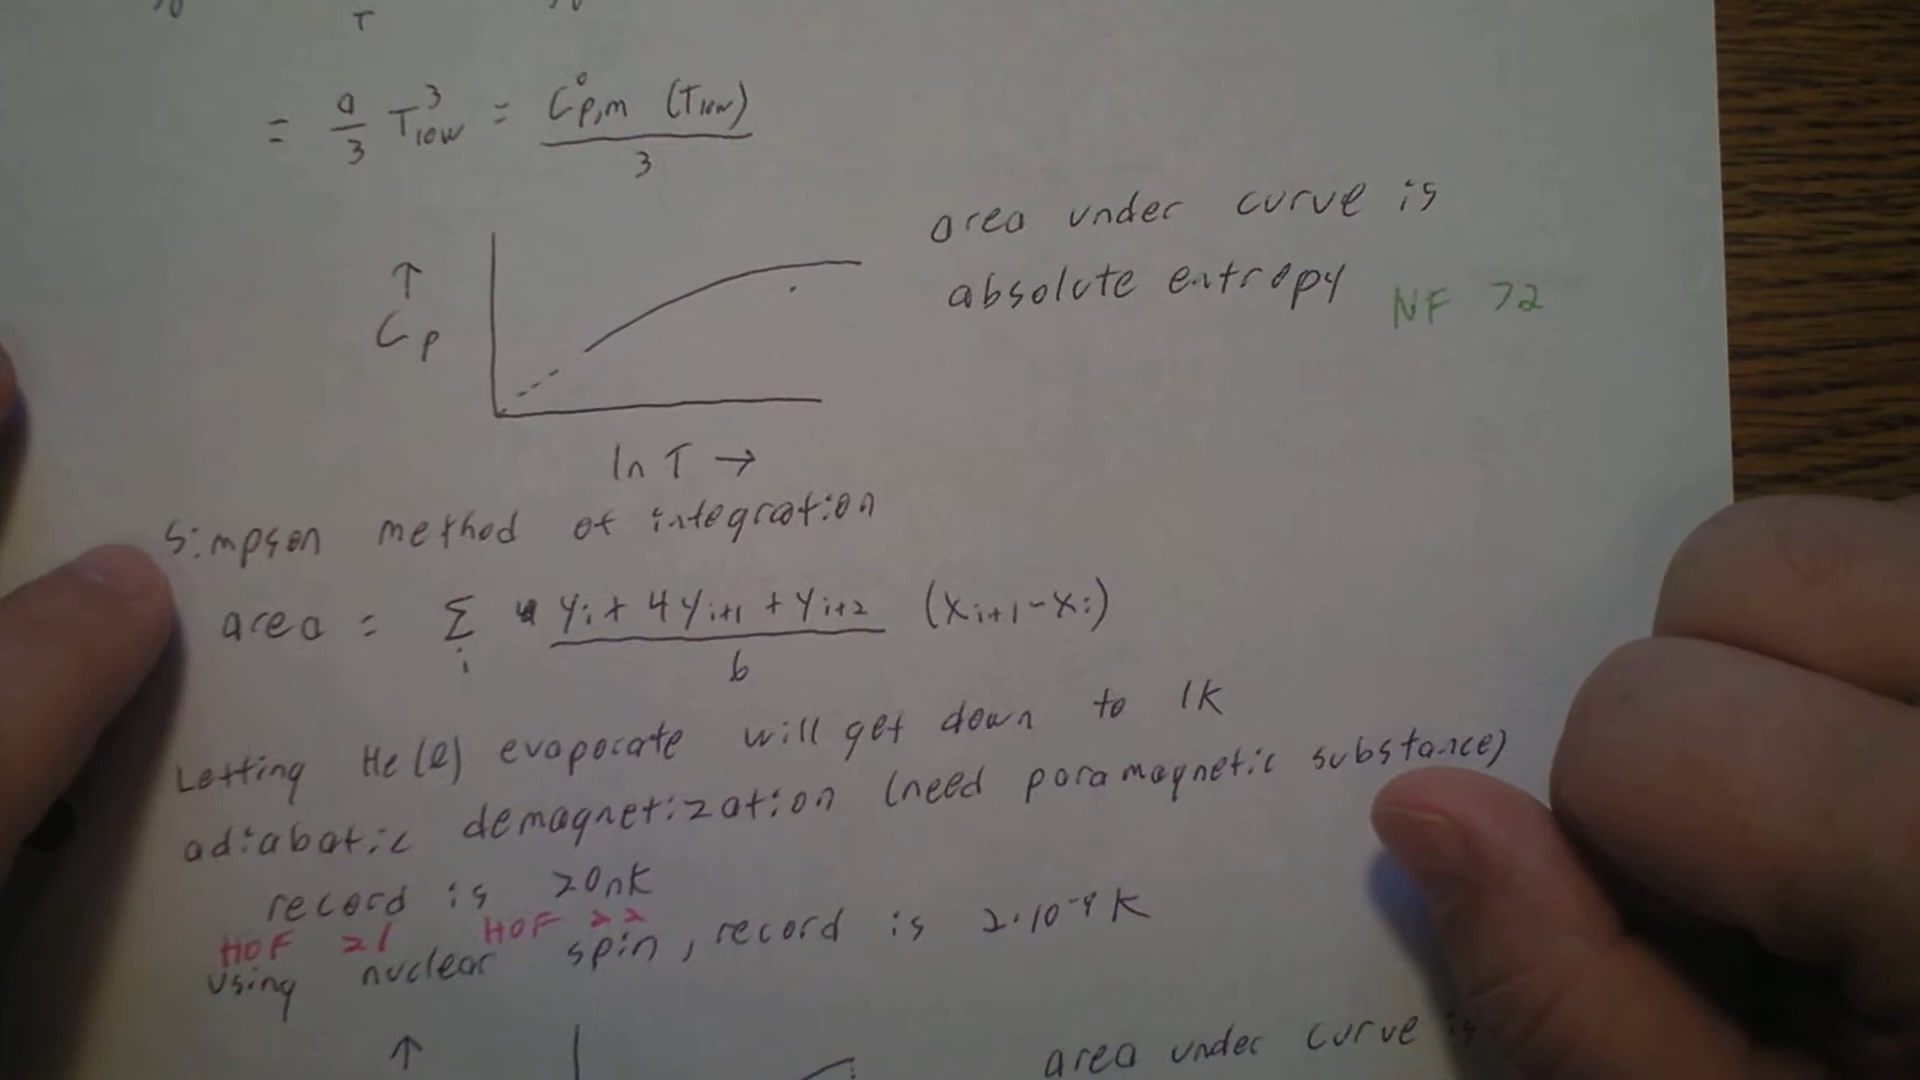 T
= a/3 T³low = C°p,m (Tlow)/3
area under curve is
absolute entropy
NF 72
↑
Cp
ln T →
Simpson method of integration
area = Σi yi + 4yi+1 + yi+2 / 6 (xi+1 - xi)
Letting He(l) evaporate will get down to 1K
adiabatic demagnetization (need paramagnetic substance)
record is 20nK
HOF 21 HOF 22
using nuclear spin, record is 2·10⁻⁹ K
↑
area under curve is